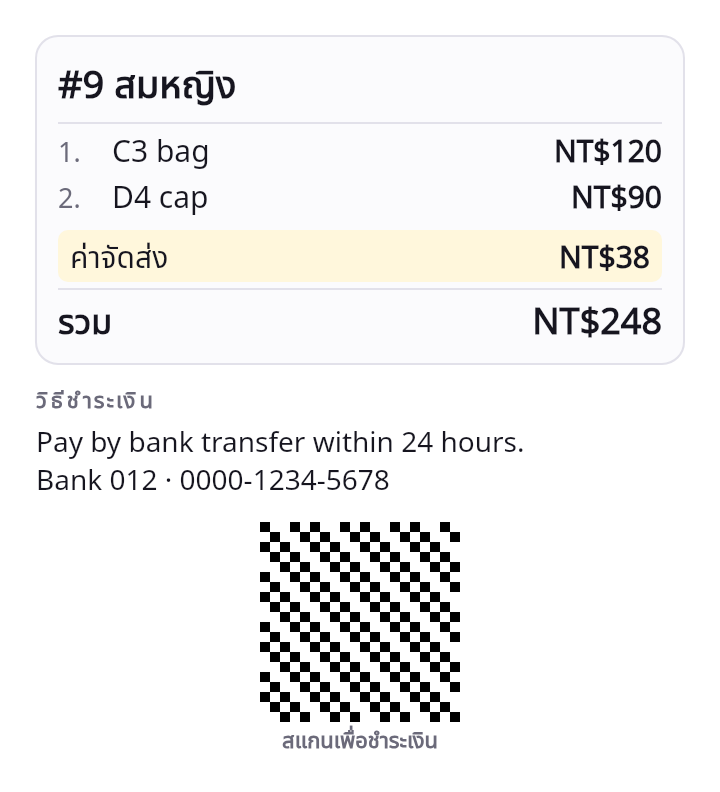 #9 สมหญิง
1. C3 bag NT$120
2. D4 cap NT$90
ค่าจัดส่ง NT$38
รวม NT$248
วิธีชำระเงิน
Pay by bank transfer within 24 hours.
Bank 012 · 0000-1234-5678
สแกนเพื่อชำระเงิน